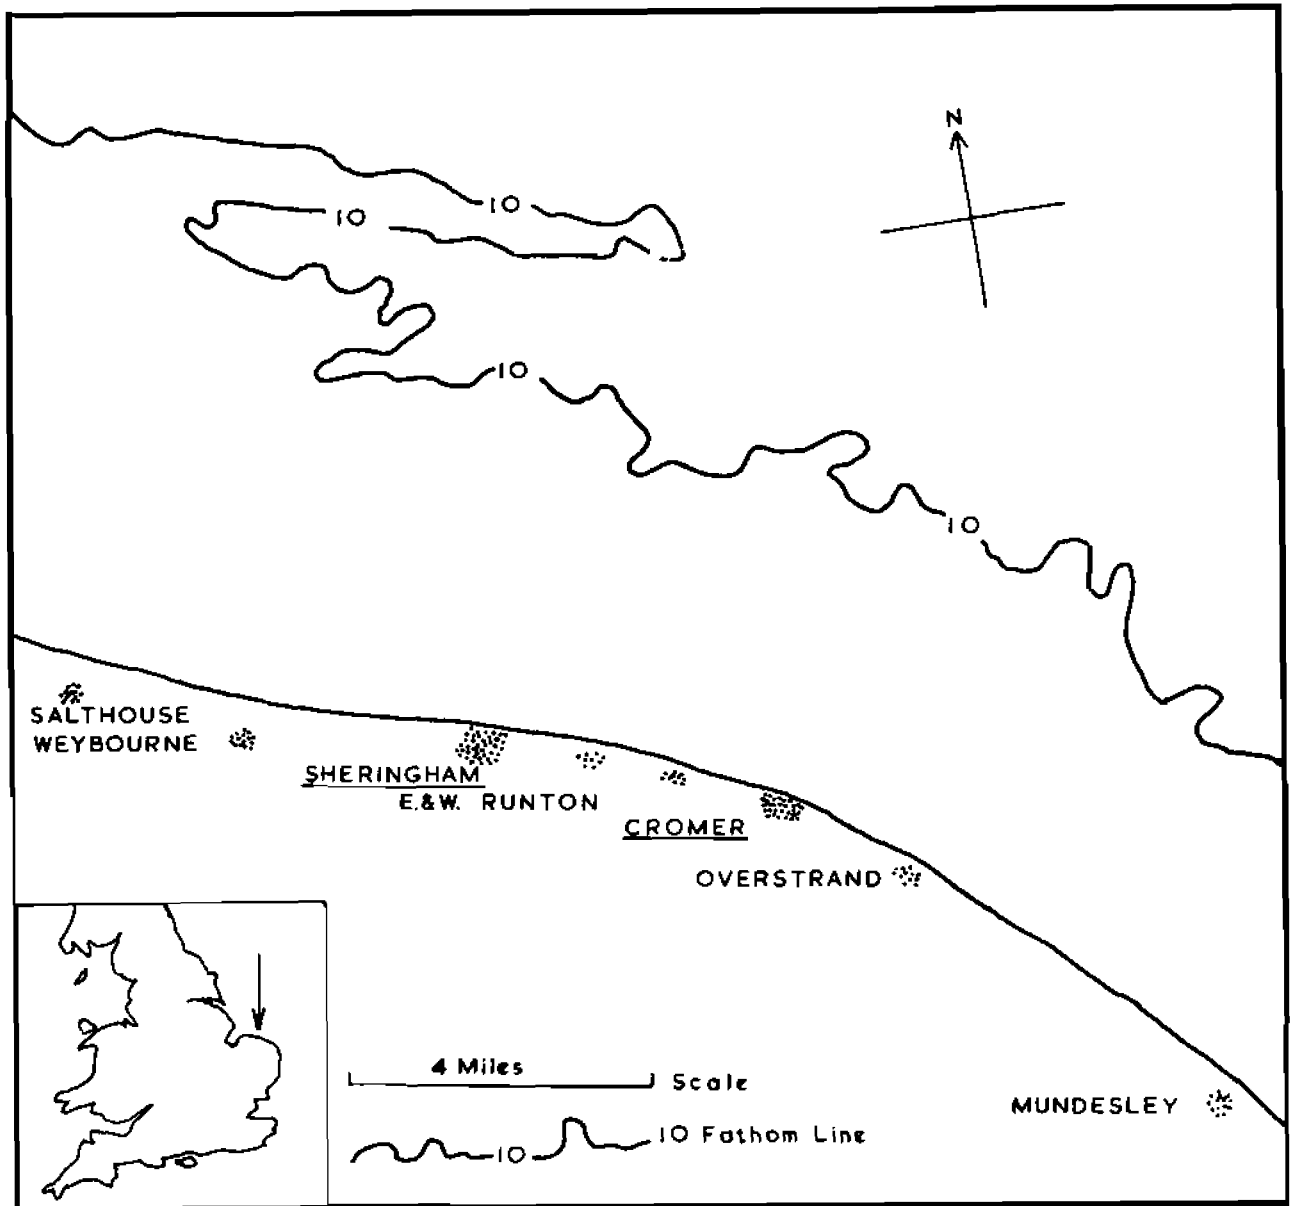 N
10
10
10
10
SALTHOUSE
WEYBOURNE
SHERINGHAM
E.&W. RUNTON
CROMER
OVERSTRAND
MUNDESLEY
4 Miles
Scale
10
10 Fathom Line